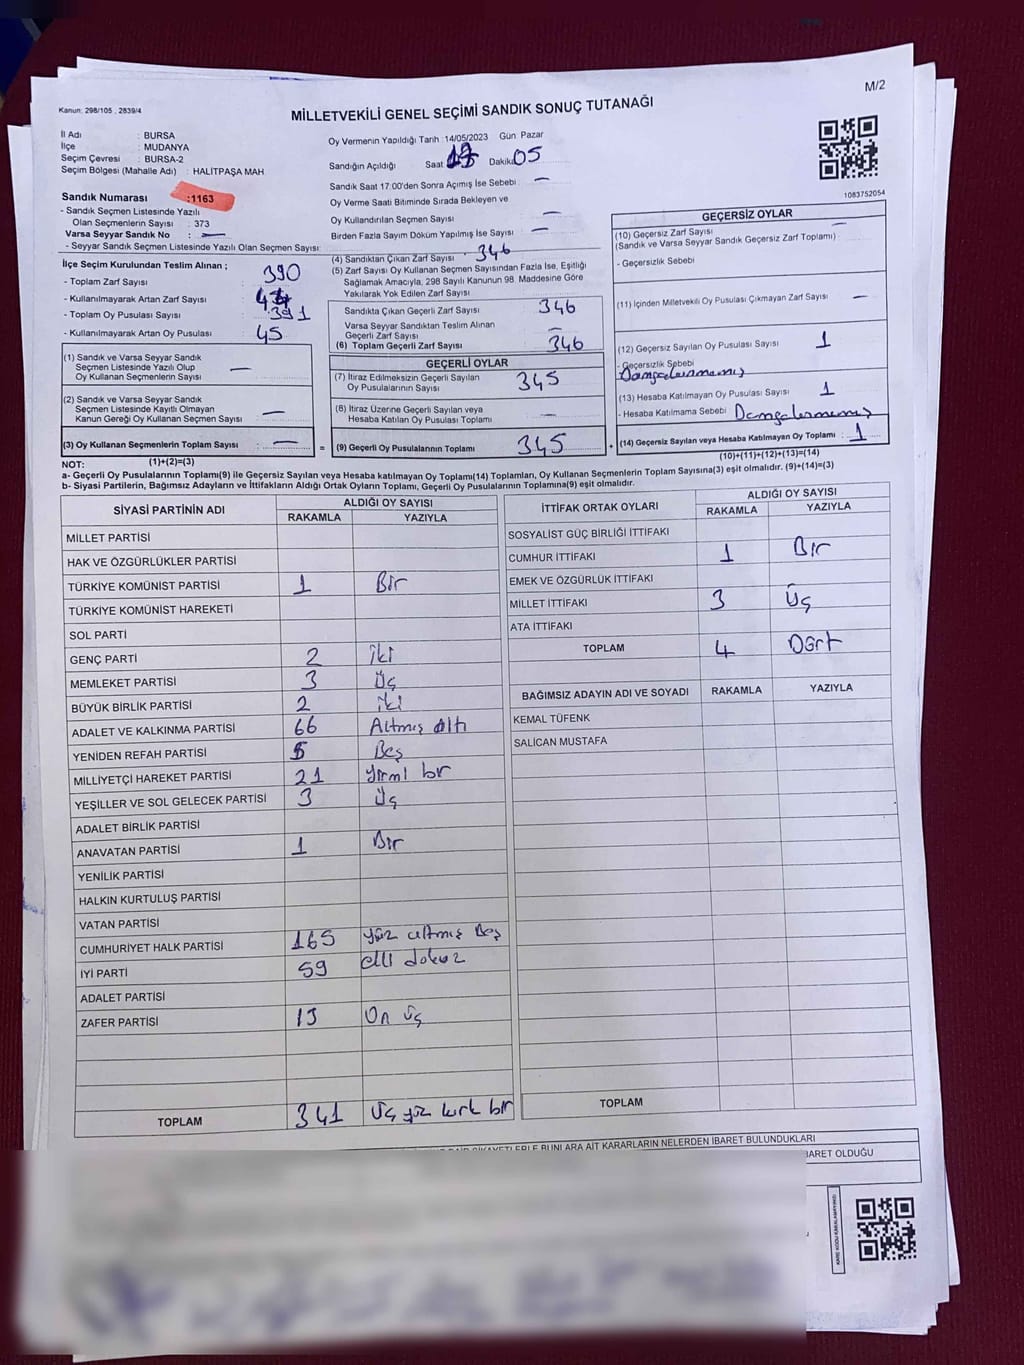 M/2
Kanun: 298/105 , 2839/4
MİLLETVEKİLİ GENEL SEÇİMİ SANDIK SONUÇ TUTANAĞI
İl Adı : BURSA
İlçe : MUDANYA
Seçim Çevresi : BURSA-2
Seçim Bölgesi (Mahalle Adı) : HALİTPAŞA MAH
Oy Vermenin Yapıldığı Tarih :14/05/2023 Gün Pazar
Sandığın Açıldığı Saat Dakika 05
Sandık Saat 17:00'den Sonra Açımış İse Sebebi : —
Oy Verme Saati Bitiminde Sırada Bekleyen ve
Oy Kullandırılan Seçmen Sayısı —
Birden Fazla Sayım Döküm Yapılmış İse Sayısı : —
1083752054
Sandık Numarası :1163
- Sandık Seçmen Listesinde Yazılı
Olan Seçmenlerin Sayısı : 373
Varsa Seyyar Sandık No : —
- Seyyar Sandık Seçmen Listesinde Yazılı Olan Seçmen Sayısı:
İlçe Seçim Kurulundan Teslim Alınan ;
- Toplam Zarf Sayısı 390
- Kullanılmayarak Artan Zarf Sayısı
- Toplam Oy Pusulası Sayısı 391
- Kullanılmayarak Artan Oy Pusulası 45
(1) Sandık ve Varsa Seyyar Sandık
Seçmen Listesinde Yazılı Olup
Oy Kullanan Seçmenlerin Sayısı —
(2) Sandık ve Varsa Seyyar Sandık
Seçmen Listesinde Kayıtlı Olmayan
Kanun Gereği Oy Kullanan Seçmen Sayısı —
(3) Oy Kullanan Seçmenlerin Toplam Sayısı : —
(1)+(2)=(3)
(4) Sandıktan Çıkan Zarf Sayısı : 346
(5) Zarf Sayısı Oy Kullanan Seçmen Sayısından Fazla İse, Eşitliği
Sağlamak Amacıyla, 298 Sayılı Kanunun 98. Maddesine Göre
Yakılarak Yok Edilen Zarf Sayısı
Sandıkta Çıkan Geçerli Zarf Sayısı 346
Varsa Seyyar Sandıktan Teslim Alınan
Geçerli Zarf Sayısı —
(6) Toplam Geçerli Zarf Sayısı 346
GEÇERLİ OYLAR
(7) İtiraz Edilmeksizin Geçerli Sayılan
Oy Pusulalarının Sayısı 345
(8) İtiraz Üzerine Geçerli Sayılan veya
Hesaba Katılan Oy Pusulası Toplamı —
= (9) Geçerli Oy Pusulalarının Toplamı 345 +
GEÇERSİZ OYLAR
(10) Geçersiz Zarf Sayısı —
(Sandık ve Varsa Seyyar Sandık Geçersiz Zarf Toplamı) :
- Geçersizlik Sebebi
(11) İçinden Milletvekili Oy Pusulası Çıkmayan Zarf Sayısı —
(12) Geçersiz Sayılan Oy Pusulası Sayısı 1
- Geçersizlik Sebebi
Damgalanmamış
(13) Hesaba Katılmayan Oy Pusulası Sayısı 1
- Hesaba Katılmama Sebebi Damgalanmamış
(14) Geçersiz Sayılan veya Hesaba Katılmayan Oy Toplamı : 1
(10)+(11)+(12)+(13)=(14)
NOT:
a- Geçerli Oy Pusulalarının Toplamı(9) ile Geçersiz Sayılan veya Hesaba katılmayan Oy Toplamı(14) Toplamları, Oy Kullanan Seçmenlerin Toplam Sayısına(3) eşit olmalıdır. (9)+(14)=(3)
b- Siyasi Partilerin, Bağımsız Adayların ve İttifakların Aldığı Ortak Oyların Toplamı, Geçerli Oy Pusulalarının Toplamına(9) eşit olmalıdır.
SİYASİ PARTİNİN ADI ALDIĞI OY SAYISI
RAKAMLA YAZIYLA
MİLLET PARTİSİ
HAK VE ÖZGÜRLÜKLER PARTİSİ
TÜRKİYE KOMÜNİST PARTİSİ 1 Bir
TÜRKİYE KOMÜNİST HAREKETİ
SOL PARTİ
GENÇ PARTİ 2 iki
MEMLEKET PARTİSİ 3 üç
BÜYÜK BİRLİK PARTİSİ 2 iki
ADALET VE KALKINMA PARTİSİ 66 Altmış altı
YENİDEN REFAH PARTİSİ 5 Beş
MİLLİYETÇİ HAREKET PARTİSİ 21 yirmi bir
YEŞİLLER VE SOL GELECEK PARTİSİ 3 üç
ADALET BİRLİK PARTİSİ
ANAVATAN PARTİSİ 1 Bir
YENİLİK PARTİSİ
HALKIN KURTULUŞ PARTİSİ
VATAN PARTİSİ
CUMHURİYET HALK PARTİSİ 165 yüz altmış Beş
İYİ PARTİ 59 elli dokuz
ADALET PARTİSİ
ZAFER PARTİSİ 13 On üç
TOPLAM 341 üç yüz kırk bir
İTTİFAK ORTAK OYLARI ALDIĞI OY SAYISI
RAKAMLA YAZIYLA
SOSYALİST GÜÇ BİRLİĞİ İTTİFAKI
CUMHUR İTTİFAKI 1 Bir
EMEK VE ÖZGÜRLÜK İTTİFAKI
MİLLET İTTİFAKI 3 üç
ATA İTTİFAKI
TOPLAM 4 Dört
BAĞIMSIZ ADAYIN ADI VE SOYADI RAKAMLA YAZIYLA
KEMAL TÜFENK
SALİCAN MUSTAFA
TOPLAM
ŞİKAYETLERLE BUNLARA AİT KARARLARIN NELERDEN İBARET BULUNDUKLARI
İBARET OLDUĞU